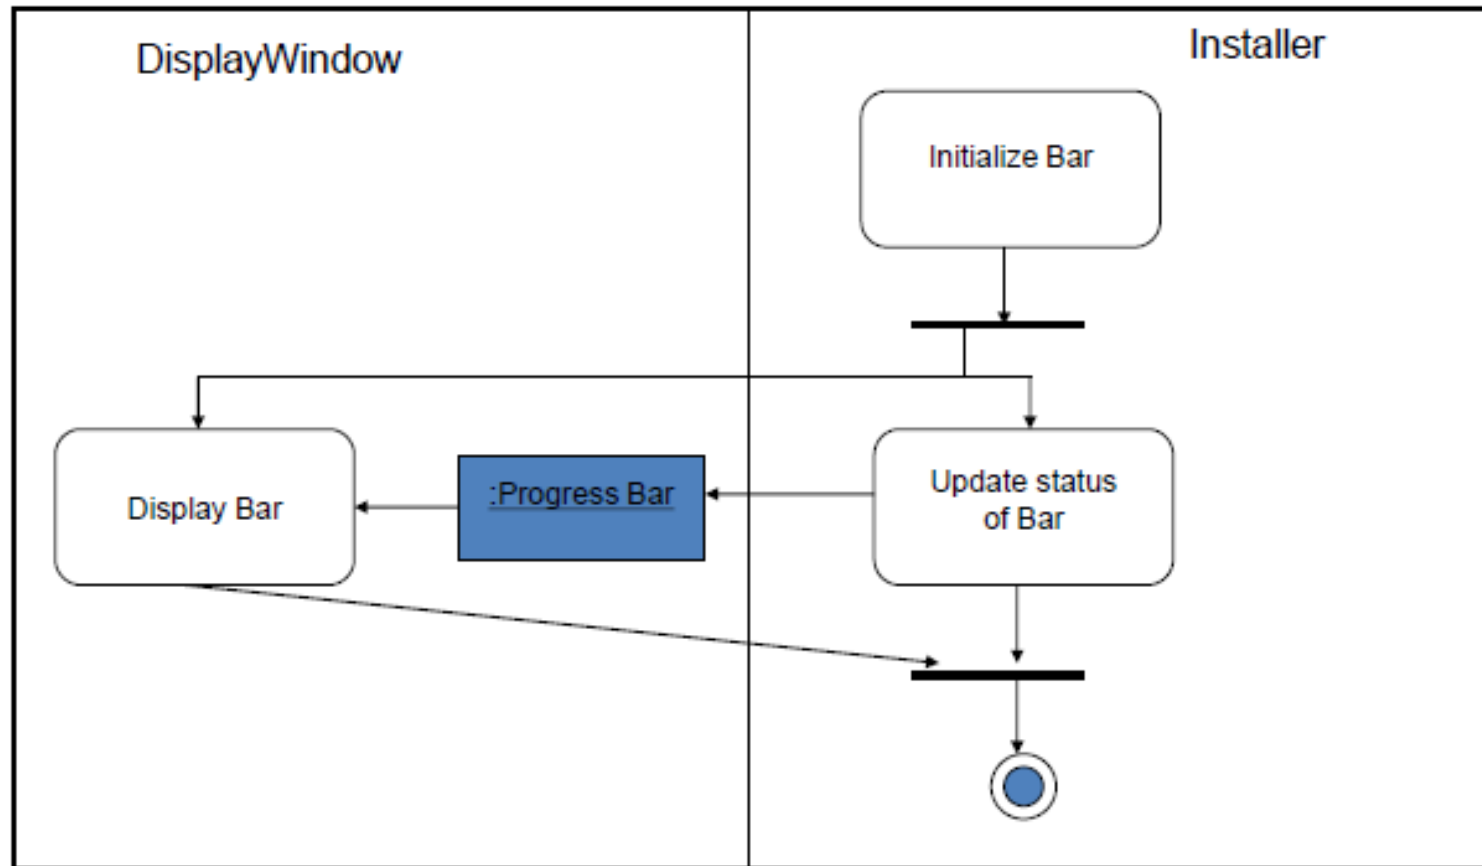 DisplayWindow
Installer
Initialize Bar
Display Bar
:Progress Bar
Update status
of Bar